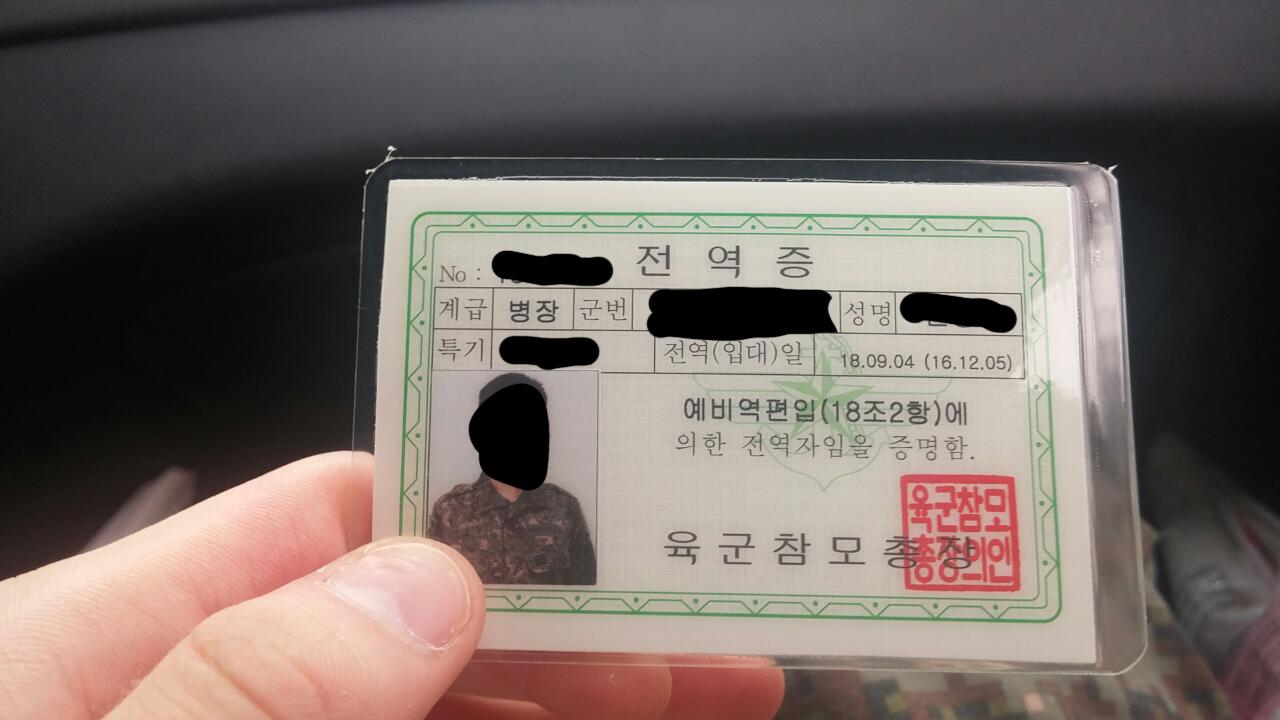 전 역 증
No :
계급 병장 군번 성명
특기 전역(입대)일 18.09.04 (16.12.05)
예비역편입(18조2항)에
의한 전역자임을 증명함.
육 군 참 모 총 장
육군참모
총장의인